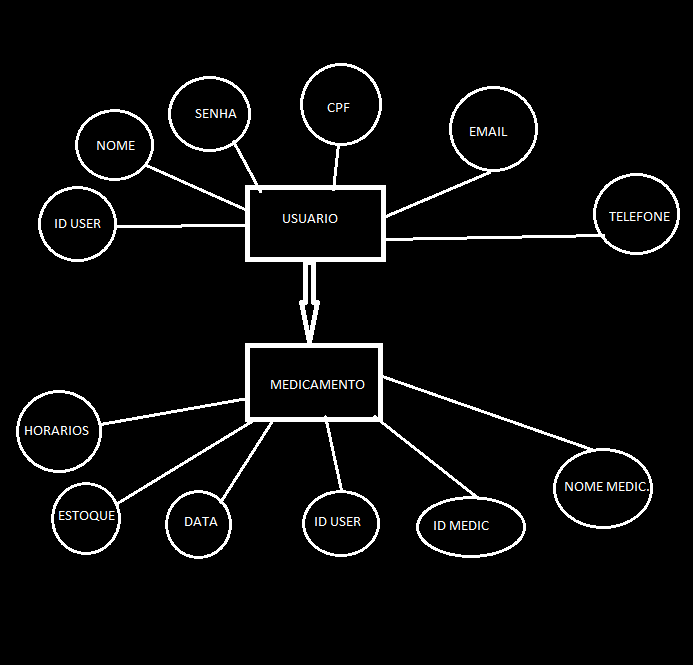 SENHA
CPF
EMAIL
NOME
ID USER
USUARIO
TELEFONE
MEDICAMENTO
HORARIOS
ESTOQUE
DATA
ID USER
ID MEDIC
NOME MEDIC.